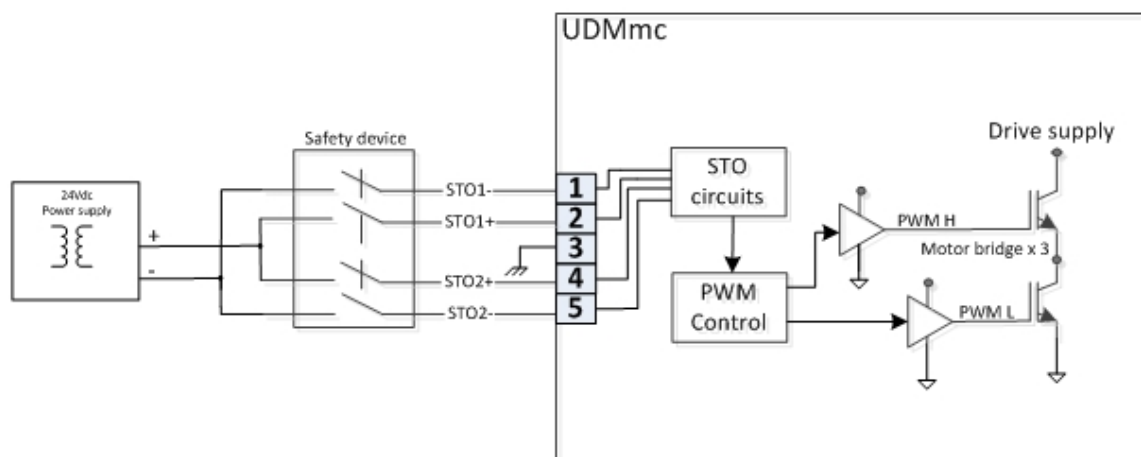 UDMmc
Safety device
24Vdc
Power supply
+
-
STO1-
STO1+
STO2+
STO2-
1
2
3
4
5
STO
circuits
PWM
Control
PWM H
PWM L
Drive supply
Motor bridge x 3